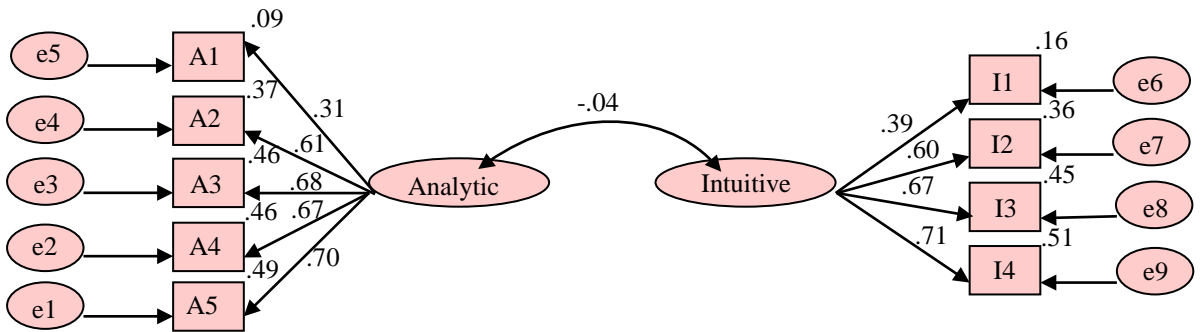 .09
e5
A1
.37
.31
e4
A2
.46
.61
e3
A3
.68
.46
.67
e2
A4
.49
.70
e1
A5
Analytic
-.04
Intuitive
.16
.39
I1
e6
.36
.60
I2
e7
.45
.67
I3
e8
.51
.71
I4
e9